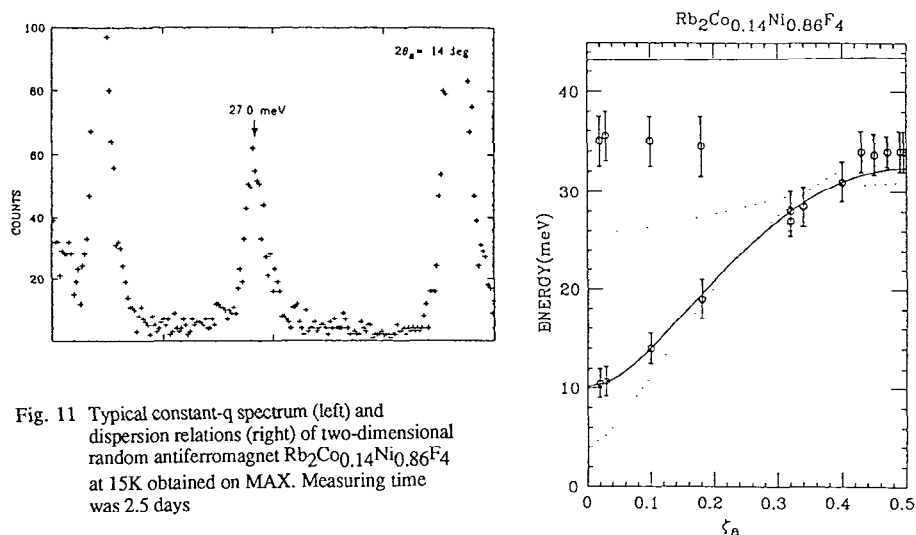 100
80
60
40
20
COUNTS
2θ_a = 14 deg
27.0 meV
Rb₂Co₀.₁₄Ni₀.₈₆F₄
40
30
20
10
0
ENERGY(meV)
0 0.1 0.2 0.3 0.4 0.5
ζ_a
Fig. 11 Typical constant-q spectrum (left) and
dispersion relations (right) of two-dimensional
random antiferromagnet Rb₂Co₀.₁₄Ni₀.₈₆F₄
at 15K obtained on MAX. Measuring time
was 2.5 days